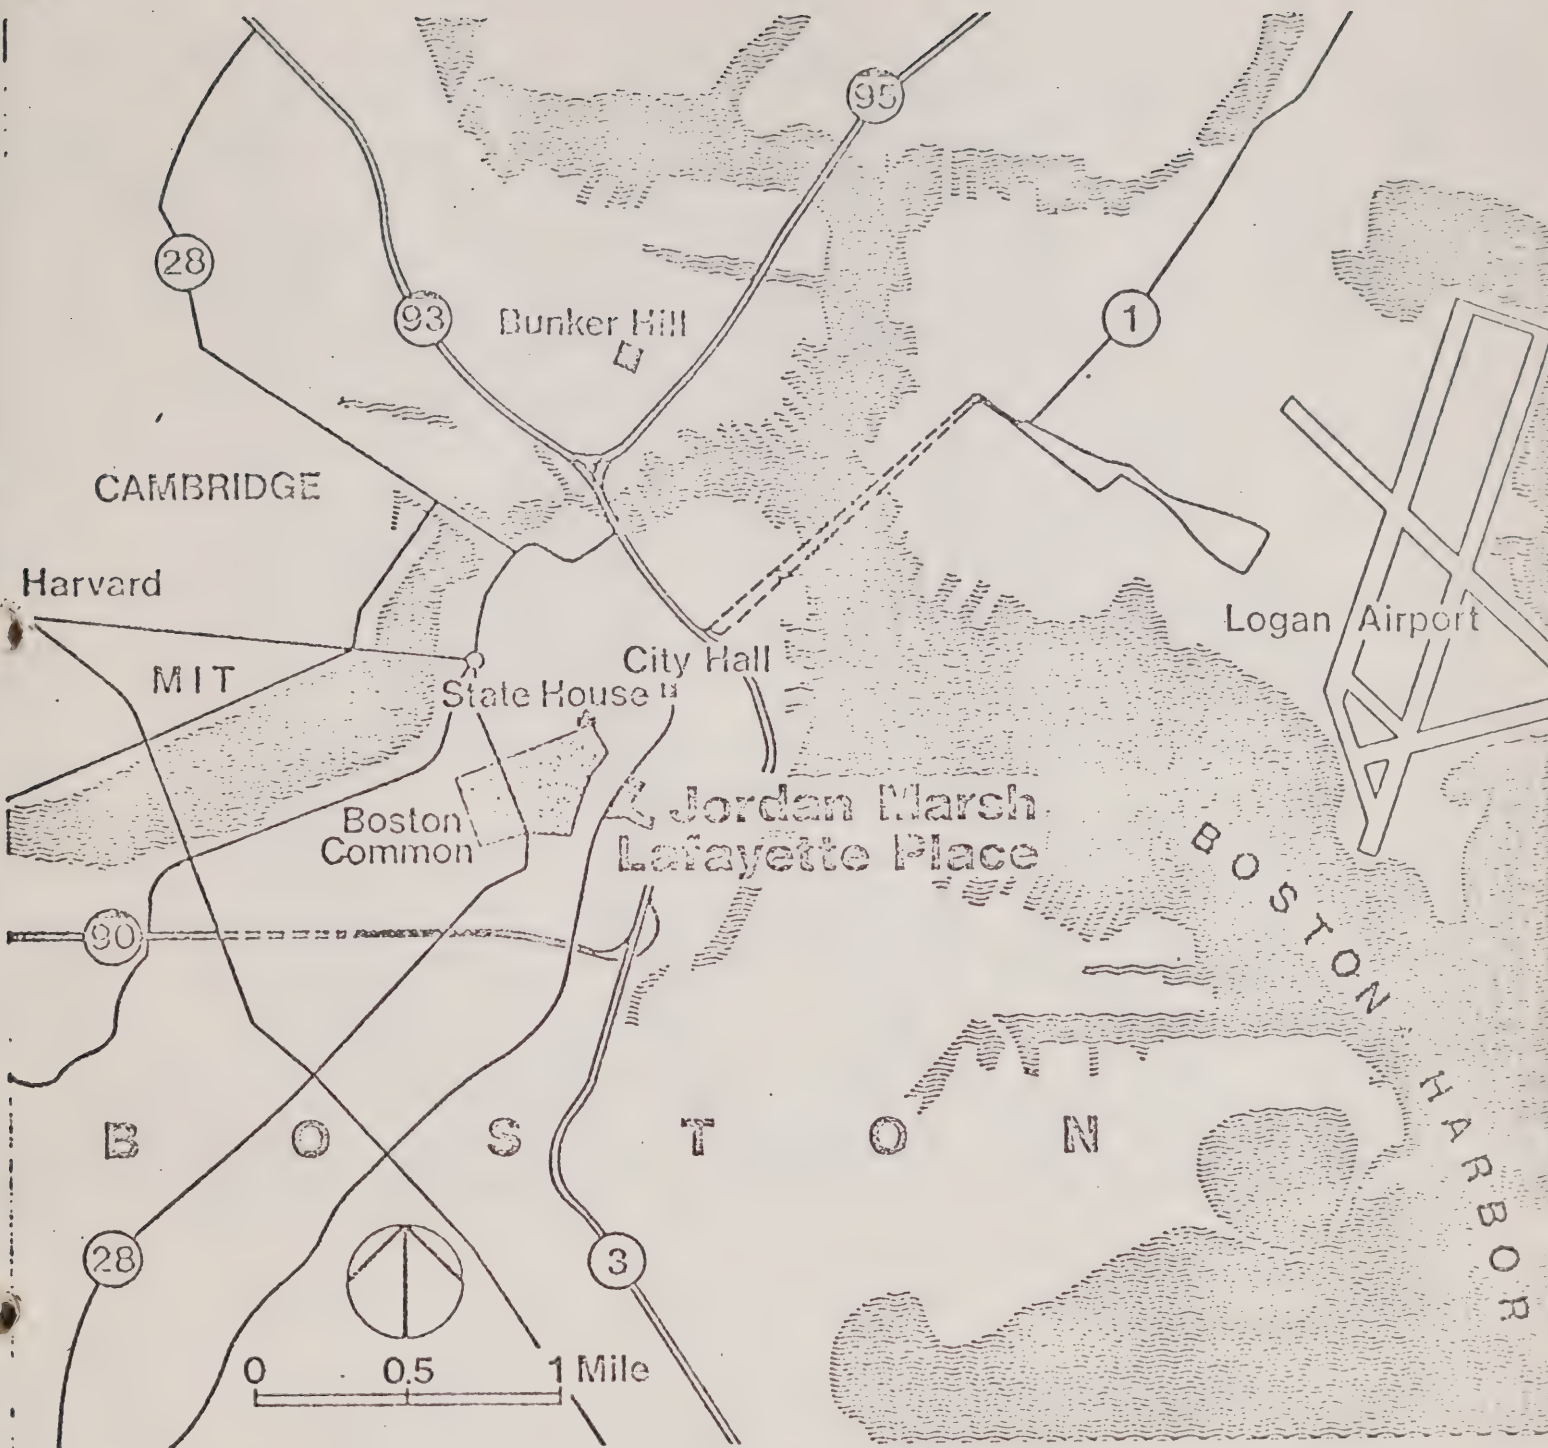 95
28
93
Bunker Hill
1
CAMBRIDGE
Harvard
Logan Airport
MIT
City Hall
State House
Jordan Marsh
Lafayette Place
Boston
Common
BOSTON HARBOR
90
BOSTON
28
3
0 0.5 1 Mile